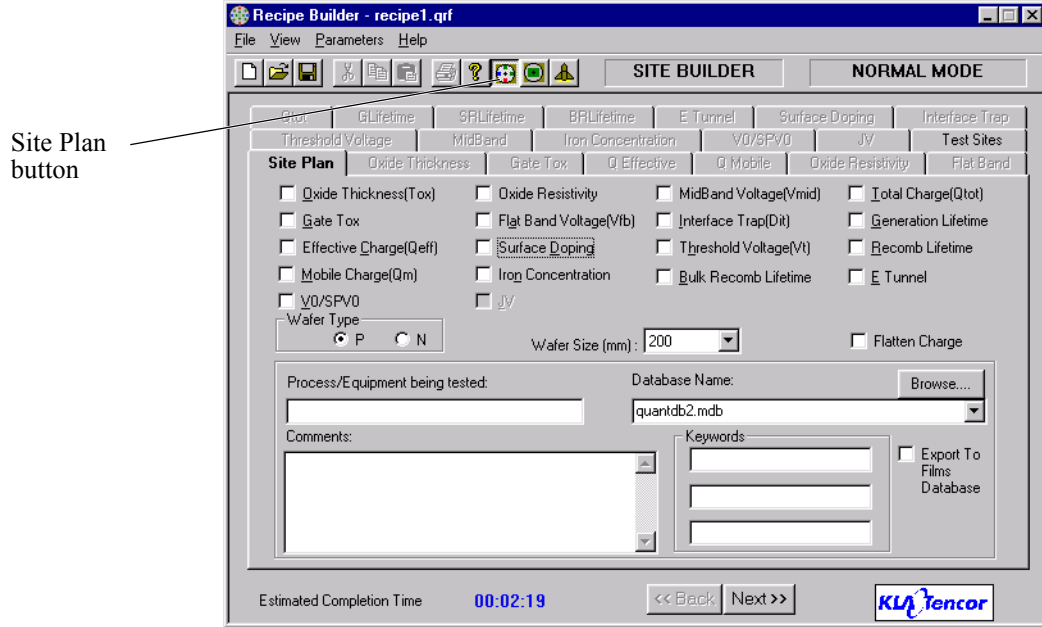 Recipe Builder - recipe1.qrf
File View Parameters Help
SITE BUILDER NORMAL MODE
Site Plan
button
Qtot GLifetime SRLifetime BRLifetime E Tunnel Surface Doping Interface Trap
Threshold Voltage MidBand Iron Concentration V0/SPV0 JV Test Sites
Site Plan Oxide Thickness Gate Tox Q Effective Q Mobile Oxide Resistivity Flat Band
Oxide Thickness(Tox) Oxide Resistivity MidBand Voltage(Vmid) Total Charge(Qtot)
Gate Tox Flat Band Voltage(Vfb) Interface Trap(Dit) Generation Lifetime
Effective Charge(Qeff) Surface Doping Threshold Voltage(Vt) Recomb Lifetime
Mobile Charge(Qm) Iron Concentration Bulk Recomb Lifetime E Tunnel
V0/SPV0 JV
Wafer Type
P N Wafer Size (mm) : 200 Flatten Charge
Process/Equipment being tested: Database Name: Browse....
quantdb2.mdb
Comments: Keywords
Export To
Films
Database
Estimated Completion Time 00:02:19 << Back Next >> KLA Tencor